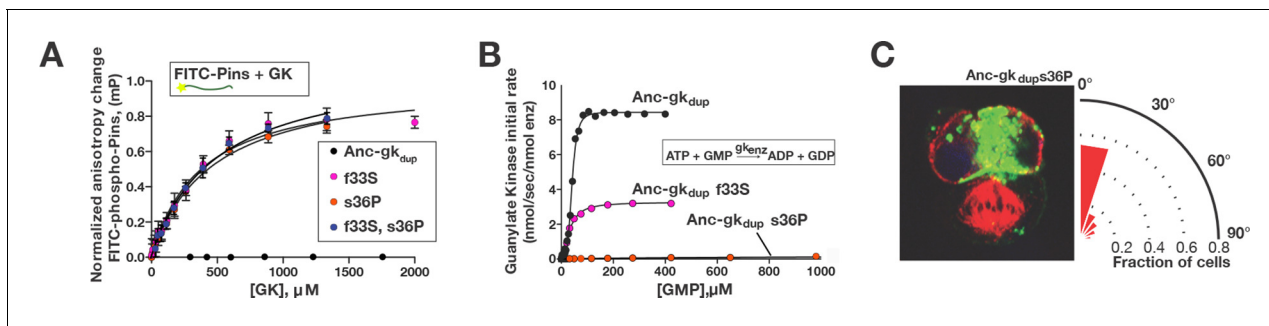 A
Normalized anisotropy change
FITC-phospho-Pins, (mP)
1.0
0.8
0.6
0.4
0.2
0.0
FITC-Pins + GK
Anc-gkdup
f33S
s36P
f33S, s36P
0
500
1000
1500
2000
[GK], µM
B
Guanylate Kinase initial rate
(nmol/sec/nmol enz)
10
8
6
4
2
0
Anc-gkdup
ATP + GMP gkenz ADP + GDP
Anc-gkdup f33S
Anc-gkdup s36P
0
200
400
600
800
1000
[GMP],µM
C
Anc-gkdups36P
0°
30°
60°
90°
0.2
0.4
0.6
0.8
Fraction of cells